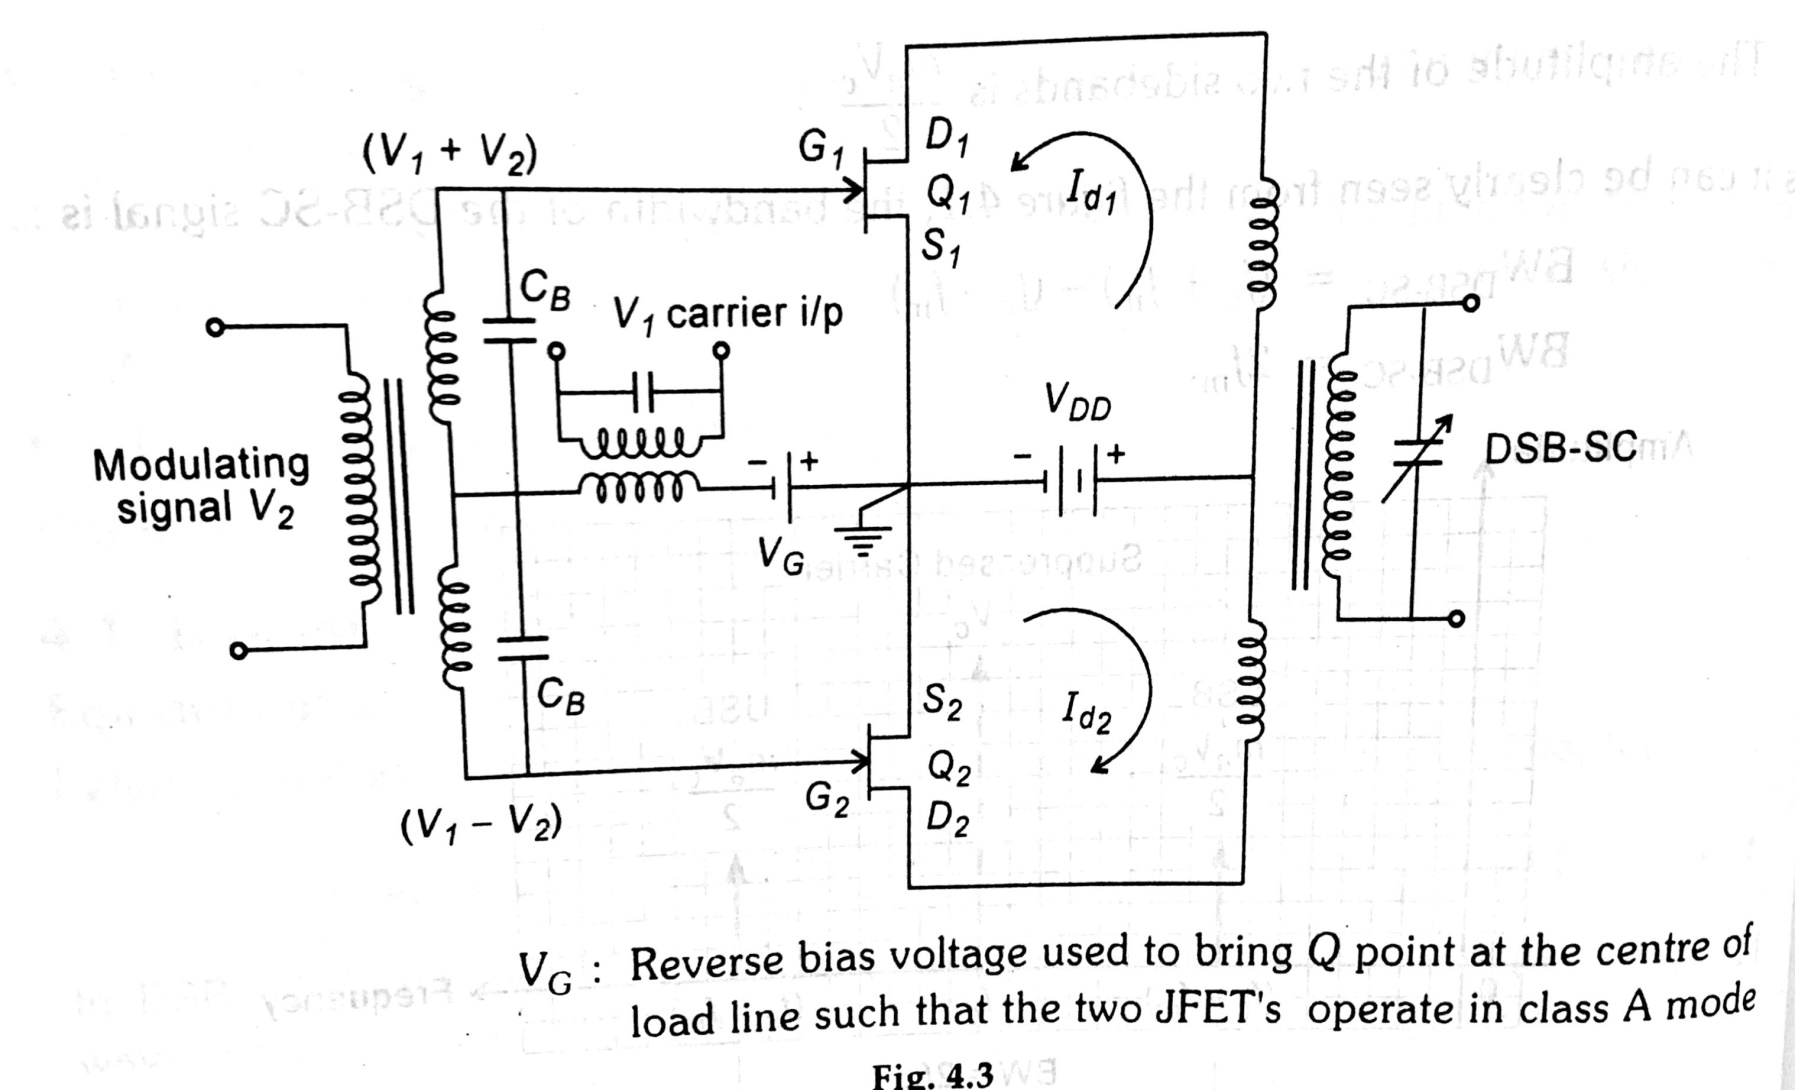 (V1 + V2)
G1
D1
Q1
S1
Id1
CB
V1 carrier i/p
Modulating
signal V2
- +
VG
VDD
- +
DSB-SC
CB
S2
Q2
D2
Id2
G2
(V1 – V2)
VG : Reverse bias voltage used to bring Q point at the centre of
load line such that the two JFET's operate in class A mode
Fig. 4.3